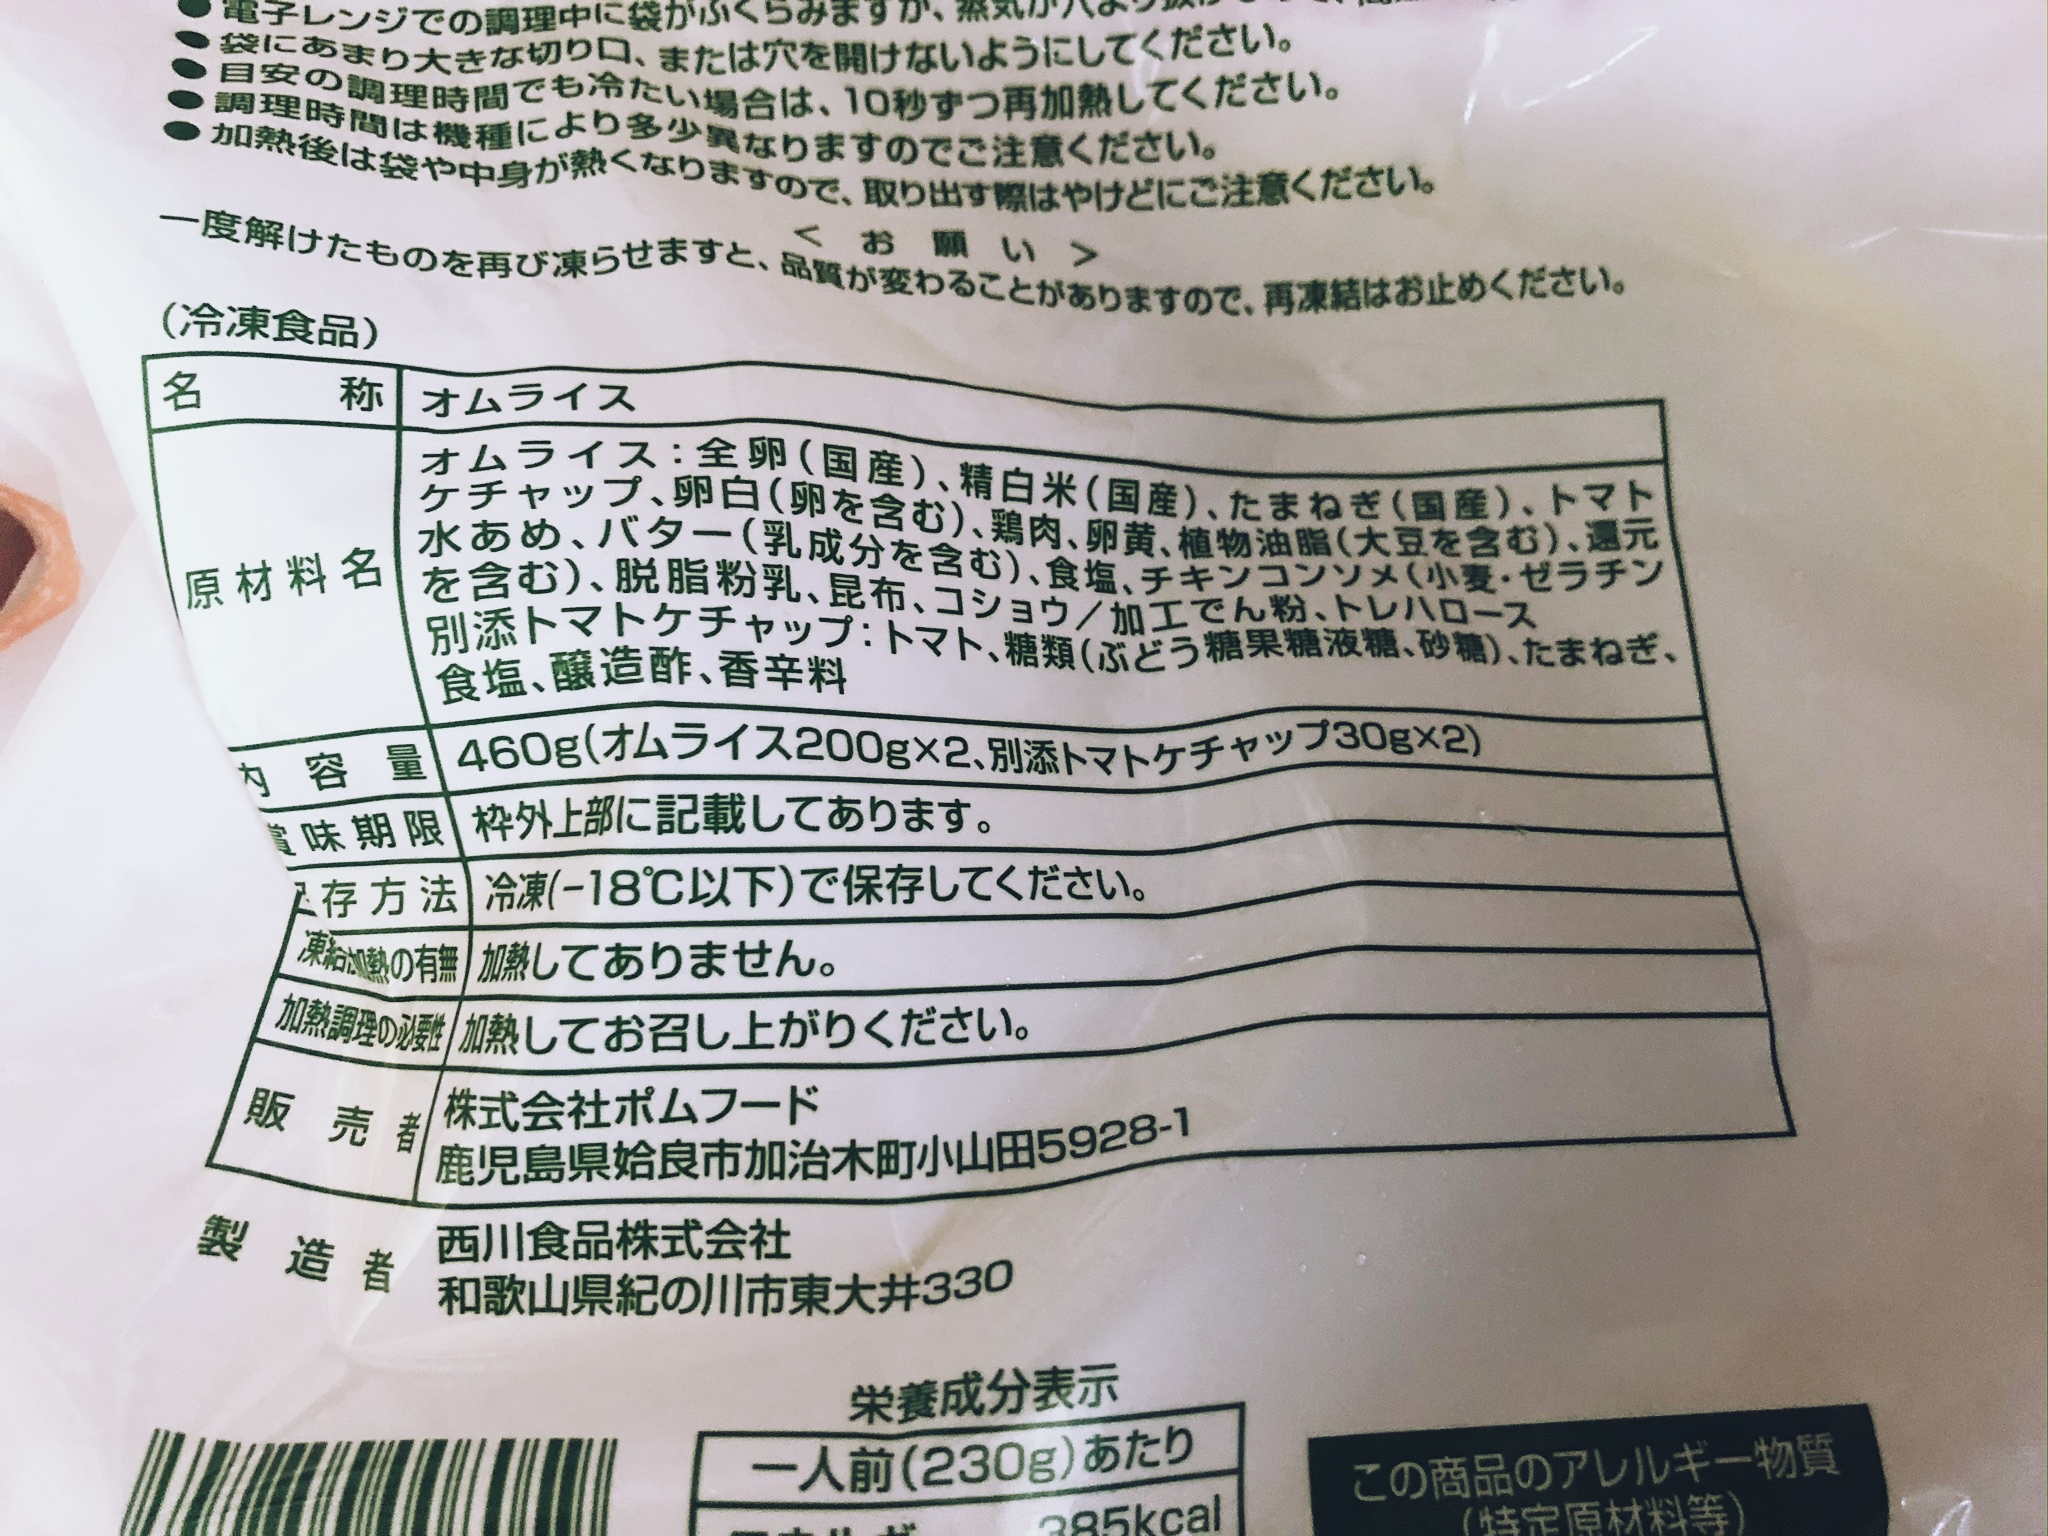 ●電子レンジでの調理中に袋がふくらみますが、蒸気が穴より
●袋にあまり大きな切り口、または穴を開けないようにしてください。
●目安の調理時間でも冷たい場合は、10秒ずつ再加熱してください。
●調理時間は機種により多少異なりますのでご注意ください。
●加熱後は袋や中身が熱くなりますので、取り出す際はやけどにご注意ください。
<お願い>
一度解けたものを再び凍らせますと、品質が変わることがありますので、再凍結はお止めください。
(冷凍食品)
名称 オムライス
原材料名 オムライス:全卵(国産)、精白米(国産)、たまねぎ(国産)、トマト
ケチャップ、卵白(卵を含む)、鶏肉、卵黄、植物油脂(大豆を含む)、還元
水あめ、バター(乳成分を含む)、食塩、チキンコンソメ(小麦・ゼラチン
を含む)、脱脂粉乳、昆布、コショウ/加工でん粉、トレハロース
別添トマトケチャップ:トマト、糖類(ぶどう糖果糖液糖、砂糖)、たまねぎ、
食塩、醸造酢、香辛料
内容量 460g(オムライス200g×2、別添トマトケチャップ30g×2)
賞味期限 枠外上部に記載してあります。
保存方法 冷凍(-18℃以下)で保存してください。
凍結前加熱の有無 加熱してありません。
加熱調理の必要性 加熱してお召し上がりください。
販売者 株式会社ポムフード
鹿児島県姶良市加治木町小山田5928-1
製造者 西川食品株式会社
和歌山県紀の川市東大井330
栄養成分表示
一人前(230g)あたり
エネルギー 385kcal
この商品のアレルギー物質
(特定原材料等)